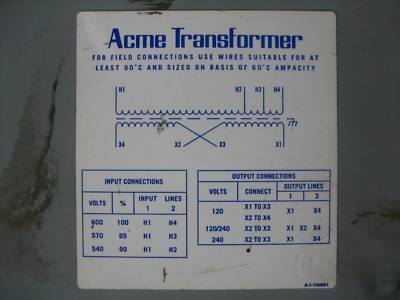 Acme Transformer
FOR FIELD CONNECTIONS USE WIRES SUITABLE FOR AT
LEAST 90°C AND SIZED ON BASIS OF 60°C AMPACITY
H1 H2 H3 H4
X4 X2 X3 X1
INPUT CONNECTIONS
VOLTS % INPUT LINES
1 2
600 100 H1 H4
570 95 H1 H3
540 90 H1 H2
OUTPUT CONNECTIONS
VOLTS CONNECT OUTPUT LINES
1 2
120 X1 TO X3 X1 X4
X2 TO X4
120/240 X2 TO X3 X1 X2 X4
240 X2 TO X3 X1 X4